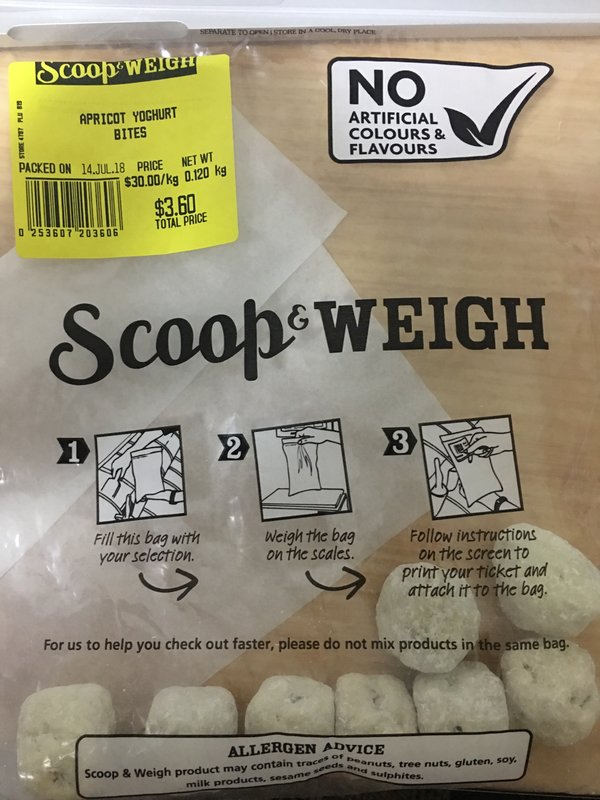 SEPARATE TO OPEN | STORE IN A COOL, DRY PLACE
Scoop & WEIGH
APRICOT YOGHURT
BITES
STORE 4787 PLU 819
PACKED ON 14.JUL.18 PRICE NET WT
$30.00/kg 0.120 kg
$3.60
TOTAL PRICE
0 253607 203606
NO
ARTIFICIAL
COLOURS &
FLAVOURS
Scoop & WEIGH
1
Fill this bag with
your selection.
2
Weigh the bag
on the scales.
3
Follow instructions
on the screen to
print your ticket and
attach it to the bag.
For us to help you check out faster, please do not mix products in the same bag.
ALLERGEN ADVICE
Scoop & Weigh product may contain traces of peanuts, tree nuts, gluten, soy,
milk products, sesame seeds and sulphites.